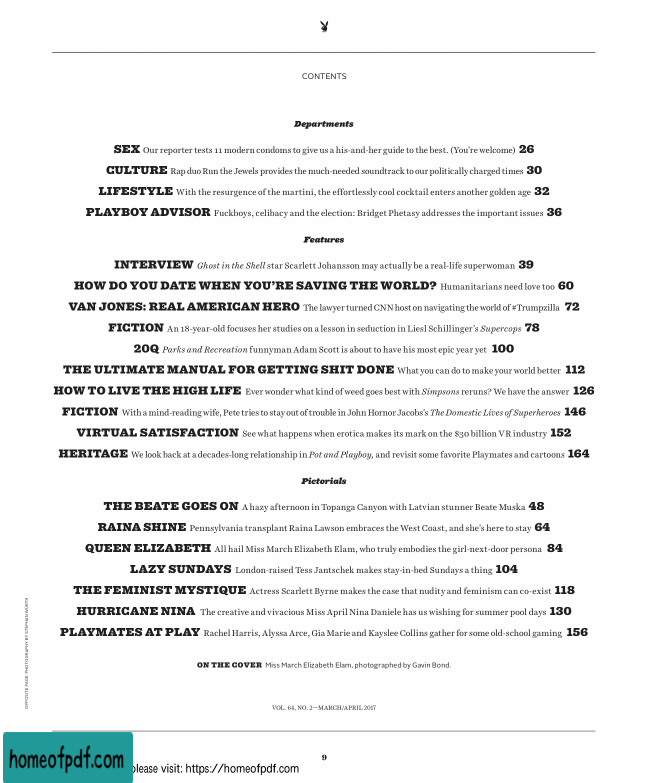 CONTENTS
Departments
SEX Our reporter tests 11 modern condoms to give us a his-and-her guide to the best. (You're welcome) 26
CULTURE Rap duo Run the Jewels provides the much-needed soundtrack to our politically charged times 30
LIFESTYLE With the resurgence of the martini, the effortlessly cool cocktail enters another golden age 32
PLAYBOY ADVISOR Fuckboys, celibacy and the election: Bridget Phetasy addresses the important issues 36
Features
INTERVIEW Ghost in the Shell star Scarlett Johansson may actually be a real-life superwoman 39
HOW DO YOU DATE WHEN YOU'RE SAVING THE WORLD? Humanitarians need love too 60
VAN JONES: REAL AMERICAN HERO The lawyer turned CNN host on navigating the world of #Trumpzilla 72
FICTION An 18-year-old focuses her studies on a lesson in seduction in Liesl Schillinger's Supercops 78
20Q Parks and Recreation funnyman Adam Scott is about to have his most epic year yet 100
THE ULTIMATE MANUAL FOR GETTING SHIT DONE What you can do to make your world better 112
HOW TO LIVE THE HIGH LIFE Ever wonder what kind of weed goes best with Simpsons reruns? We have the answer 126
FICTION With a mind-reading wife, Pete tries to stay out of trouble in John Hornor Jacobs's The Domestic Lives of Superheroes 146
VIRTUAL SATISFACTION See what happens when erotica makes its mark on the $30 billion VR industry 152
HERITAGE We look back at a decades-long relationship in Pot and Playboy, and revisit some favorite Playmates and cartoons 164
Pictorials
THE BEATE GOES ON A hazy afternoon in Topanga Canyon with Latvian stunner Beate Muska 48
RAINA SHINE Pennsylvania transplant Raina Lawson embraces the West Coast, and she's here to stay 64
QUEEN ELIZABETH All hail Miss March Elizabeth Elam, who truly embodies the girl-next-door persona 84
LAZY SUNDAYS London-raised Tess Jantschek makes stay-in-bed Sundays a thing 104
THE FEMINIST MYSTIQUE Actress Scarlett Byrne makes the case that nudity and feminism can co-exist 118
HURRICANE NINA The creative and vivacious Miss April Nina Daniele has us wishing for summer pool days 130
PLAYMATES AT PLAY Rachel Harris, Alyssa Arce, Gia Marie and Kayslee Collins gather for some old-school gaming 156
ON THE COVER Miss March Elizabeth Elam, photographed by Gavin Bond.
OPPOSITE PAGE: PHOTOGRAPHY BY STEPHEN WORTH
VOL. 64, NO. 2—MARCH/APRIL 2017
9
homeofpdf.com
please visit: https://homeofpdf.com